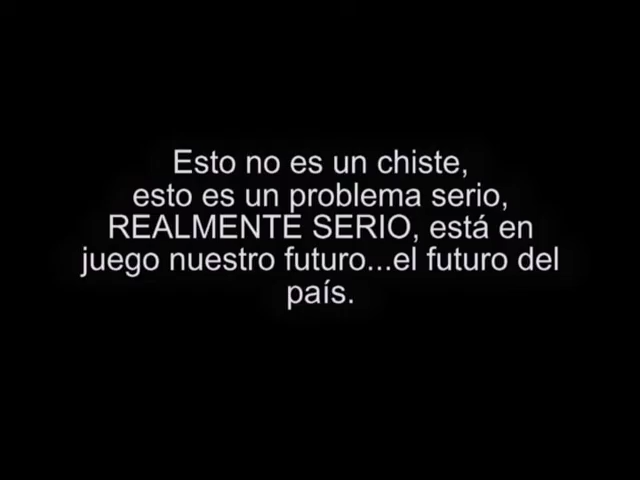 Esto no es un chiste,
esto es un problema serio,
REALMENTE SERIO, está en
juego nuestro futuro...el futuro del
país.